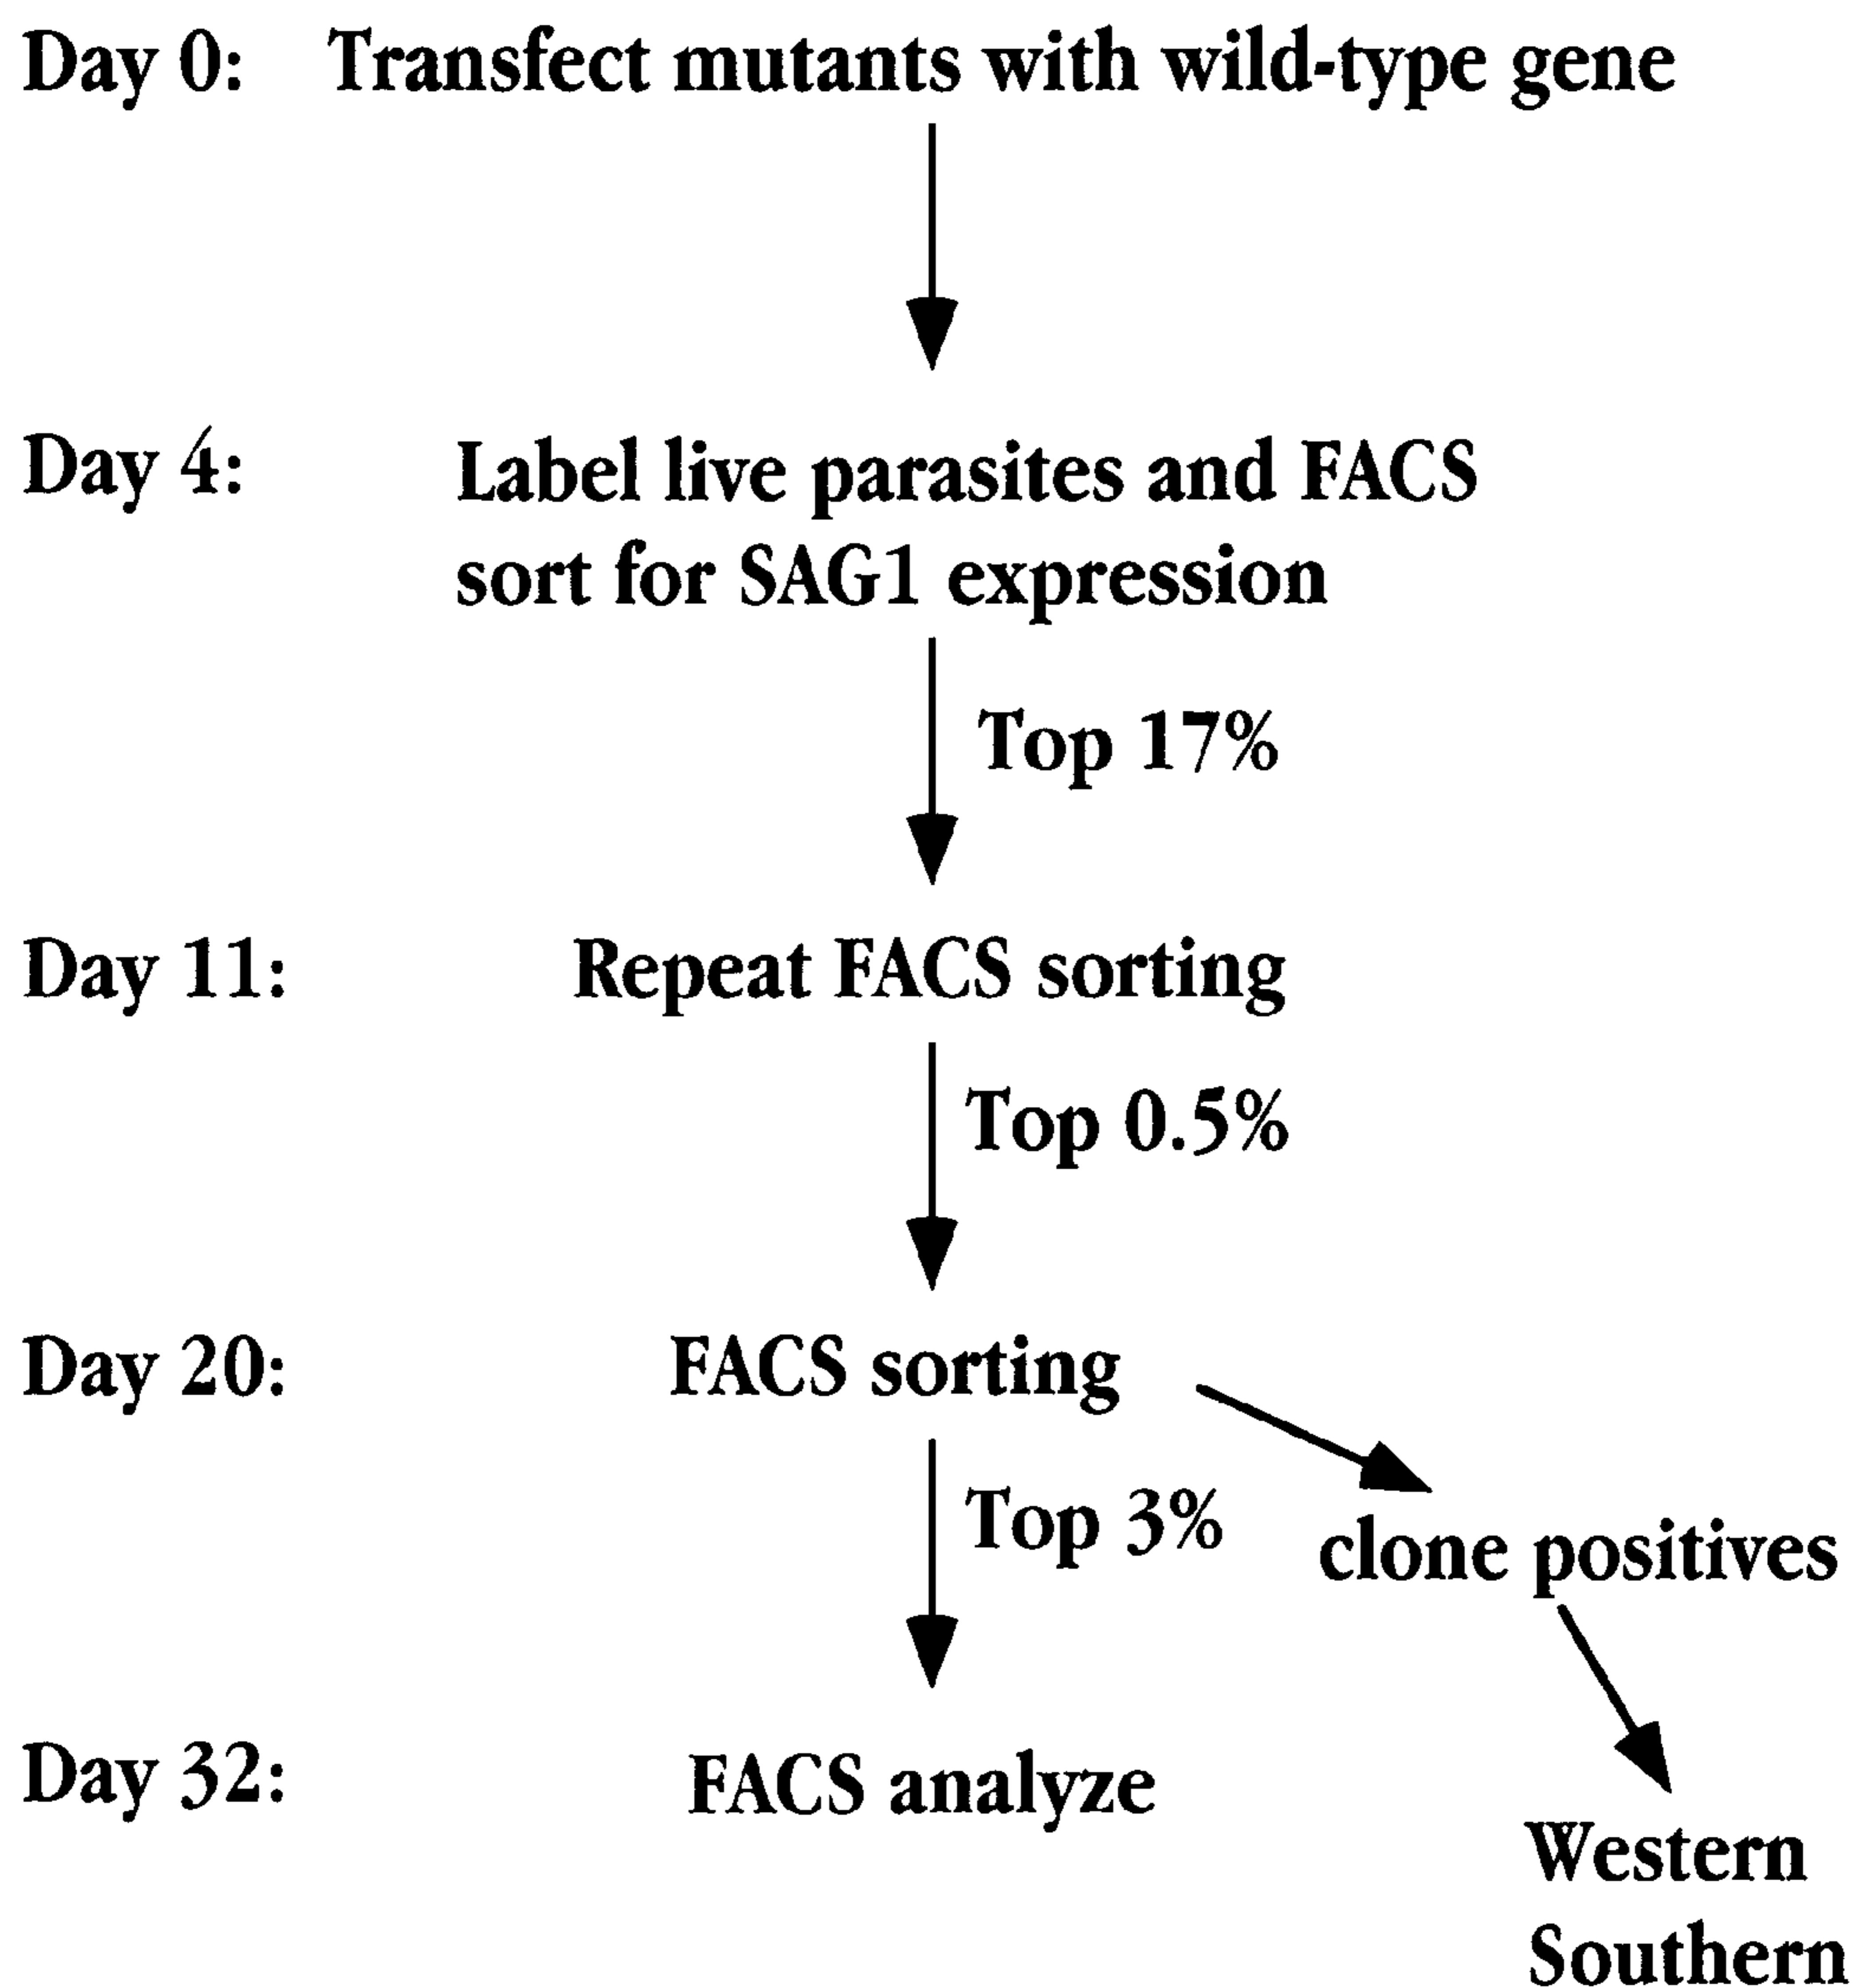 Day 0: Transfect mutants with wild-type gene
Day 4: Label live parasites and FACS
sort for SAG1 expression
Top 17%
Day 11: Repeat FACS sorting
Top 0.5%
Day 20: FACS sorting
Top 3%
clone positives
Day 32: FACS analyze
Western
Southern